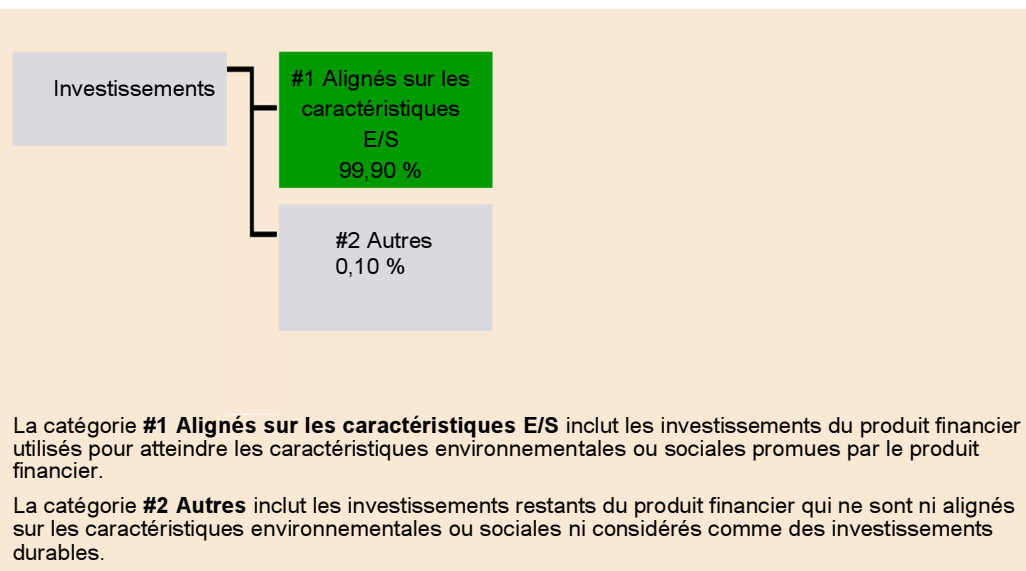 Investissements
#1 Alignés sur les
caractéristiques
E/S
99,90 %
#2 Autres
0,10 %
La catégorie #1 Alignés sur les caractéristiques E/S inclut les investissements du produit financier
utilisés pour atteindre les caractéristiques environnementales ou sociales promues par le produit
financier.
La catégorie #2 Autres inclut les investissements restants du produit financier qui ne sont ni alignés
sur les caractéristiques environnementales ou sociales ni considérés comme des investissements
durables.